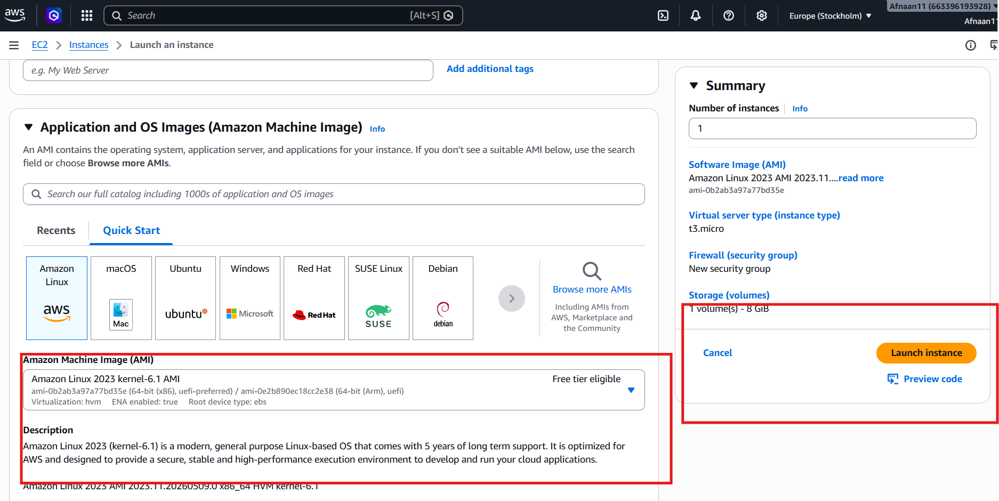 aws
Search
[Alt+S]
Europe (Stockholm)
Afnaan11 (663396193928)
Afnaan11
EC2
Instances
Launch an instance
e.g. My Web Server
Add additional tags
Application and OS Images (Amazon Machine Image) Info
An AMI contains the operating system, application server, and applications for your instance. If you don't see a suitable AMI below, use the search
field or choose Browse more AMIs.
Search our full catalog including 1000s of application and OS images
Recents
Quick Start
Amazon
Linux
aws
macOS
Mac
Ubuntu
ubuntu
Windows
Microsoft
Red Hat
Red Hat
SUSE Linux
SUSE
Debian
debian
Browse more AMIs
Including AMIs from
AWS, Marketplace and
the Community
Amazon Machine Image (AMI)
Amazon Linux 2023 kernel-6.1 AMI
Free tier eligible
ami-0b2ab3a97a77bd35e (64-bit (x86), uefi-preferred) / ami-0e2b890ec18cc2e38 (64-bit (Arm), uefi)
Virtualization: hvm ENA enabled: true Root device type: ebs
Description
Amazon Linux 2023 (kernel-6.1) is a modern, general purpose Linux-based OS that comes with 5 years of long term support. It is optimized for
AWS and designed to provide a secure, stable and high-performance execution environment to develop and run your cloud applications.
Amazon Linux 2023 AMI 2023.11.20260509.0 x86_64 HVM kernel-6.1
Summary
Number of instances Info
1
Software Image (AMI)
Amazon Linux 2023 AMI 2023.11....read more
ami-0b2ab3a97a77bd35e
Virtual server type (instance type)
t3.micro
Firewall (security group)
New security group
Storage (volumes)
1 volume(s) - 8 GiB
Cancel
Launch instance
Preview code